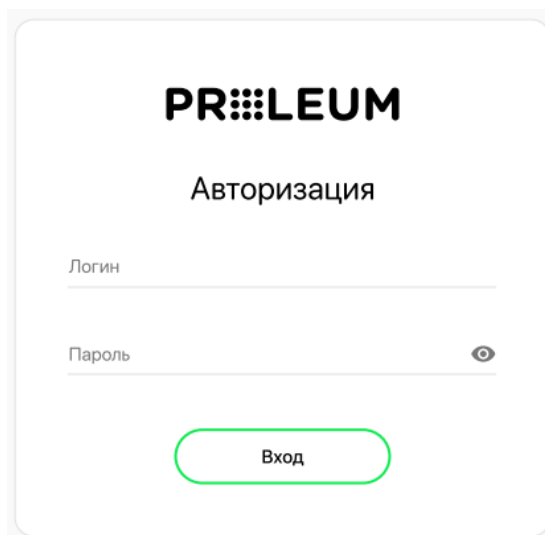 PROLEUM
Авторизация
Логин
Пароль
Вход